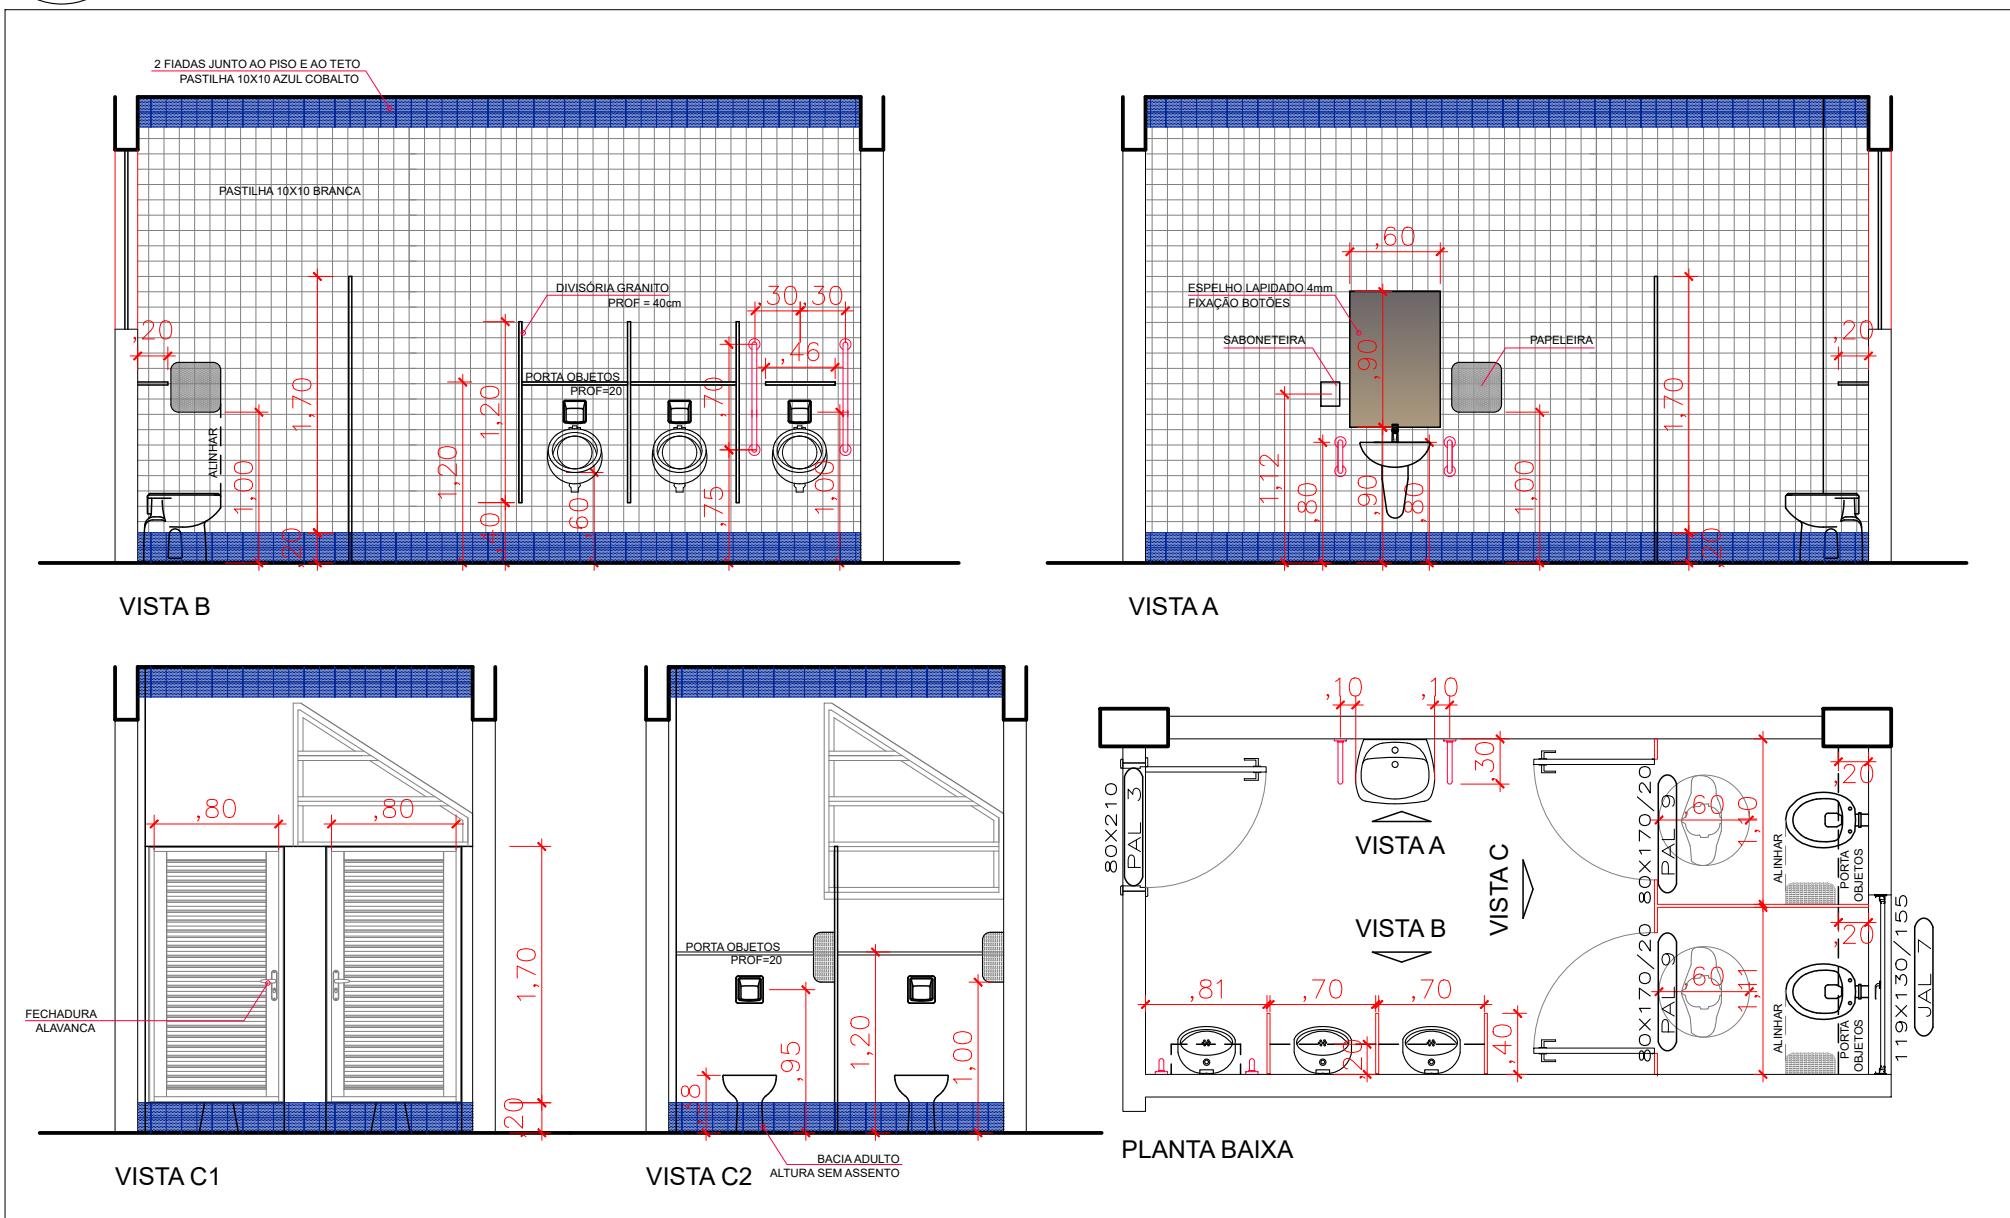 2 FIADAS JUNTO AO PISO E AO TETO
PASTILHA 10X10 AZUL COBALTO
PASTILHA 10X10 BRANCA
DIVISÓRIA GRANITO
PROF = 40cm
,30 ,30
,20
,46
PORTA OBJETOS
PROF=20
1,70
1,20
,70
ALINHAR
1,00
1,20
,40
,60
,75
1,00
,20
VISTA B
,60
ESPELHO LAPIDADO 4mm
FIXAÇÃO BOTÕES
SABONETEIRA
PAPELEIRA
,20
,90
1,70
1,12
,80
,90
,80
1,00
,20
VISTA A
,80
,80
1,70
,20
FECHADURA
ALAVANCA
VISTA C1
PORTA OBJETOS
PROF=20
,95
1,20
1,00
BACIA ADULTO
ALTURA SEM ASSENTO
VISTA C2
,10
,10
,30
80X210
PAL 3
VISTA A
VISTA C
VISTA B
80X170/20
PAL 9
,60
1,10
,20
ALINHAR
PORTA
OBJETOS
80X170/20
PAL 9
,60
1,11
,20
ALINHAR
PORTA
OBJETOS
119X130/155
JAL 7
,81
,70
,70
,20
,40
PLANTA BAIXA